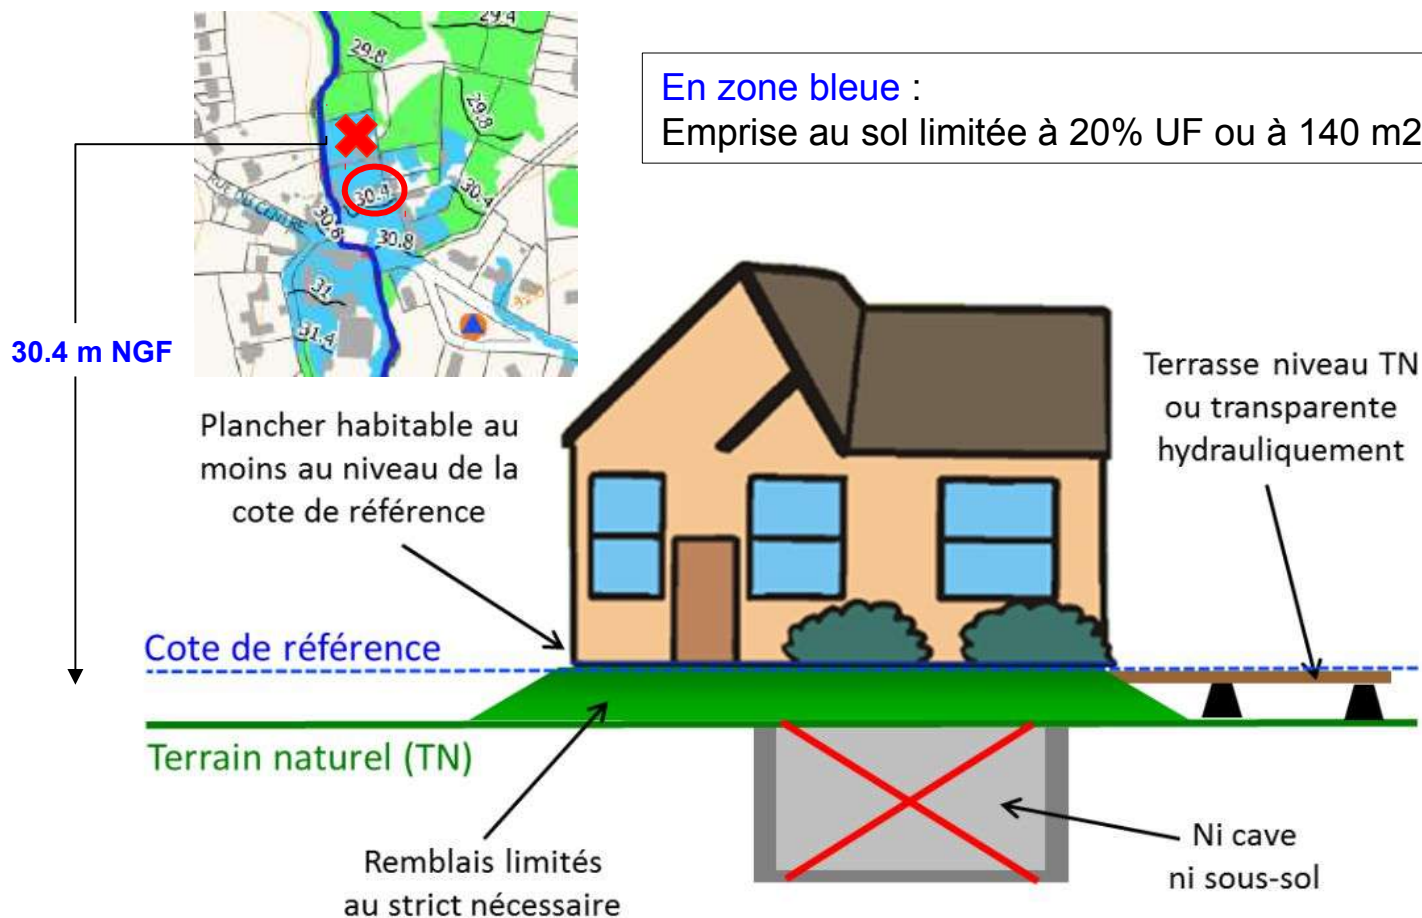 29.4
29.8
29.8
30.4
30.4
RUE DU CENTRE
30.8
30.8
31
31.4
En zone bleue :
Emprise au sol limitée à 20% UF ou à 140 m2
30.4 m NGF
Plancher habitable au
moins au niveau de la
cote de référence
Terrasse niveau TN
ou transparente
hydrauliquement
Cote de référence
Terrain naturel (TN)
Remblais limités
au strict nécessaire
Ni cave
ni sous-sol